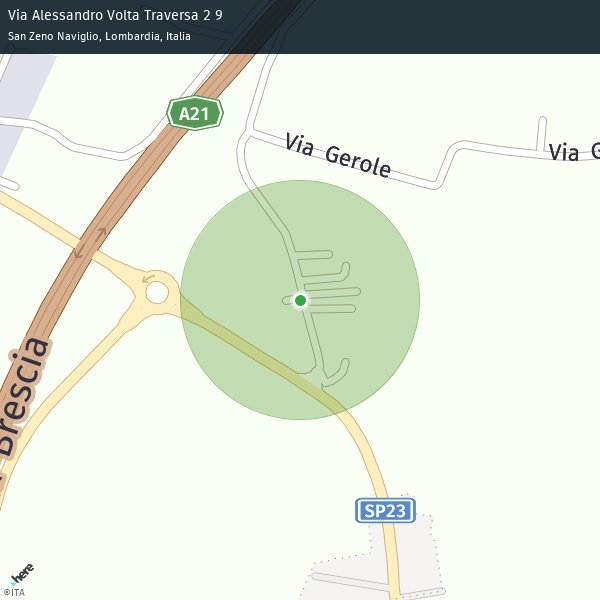 Via Alessandro Volta Traversa 2 9
San Zeno Naviglio, Lombardia, Italia
A21
Via Gerole
Via G
Brescia
SP23
here
©ITA